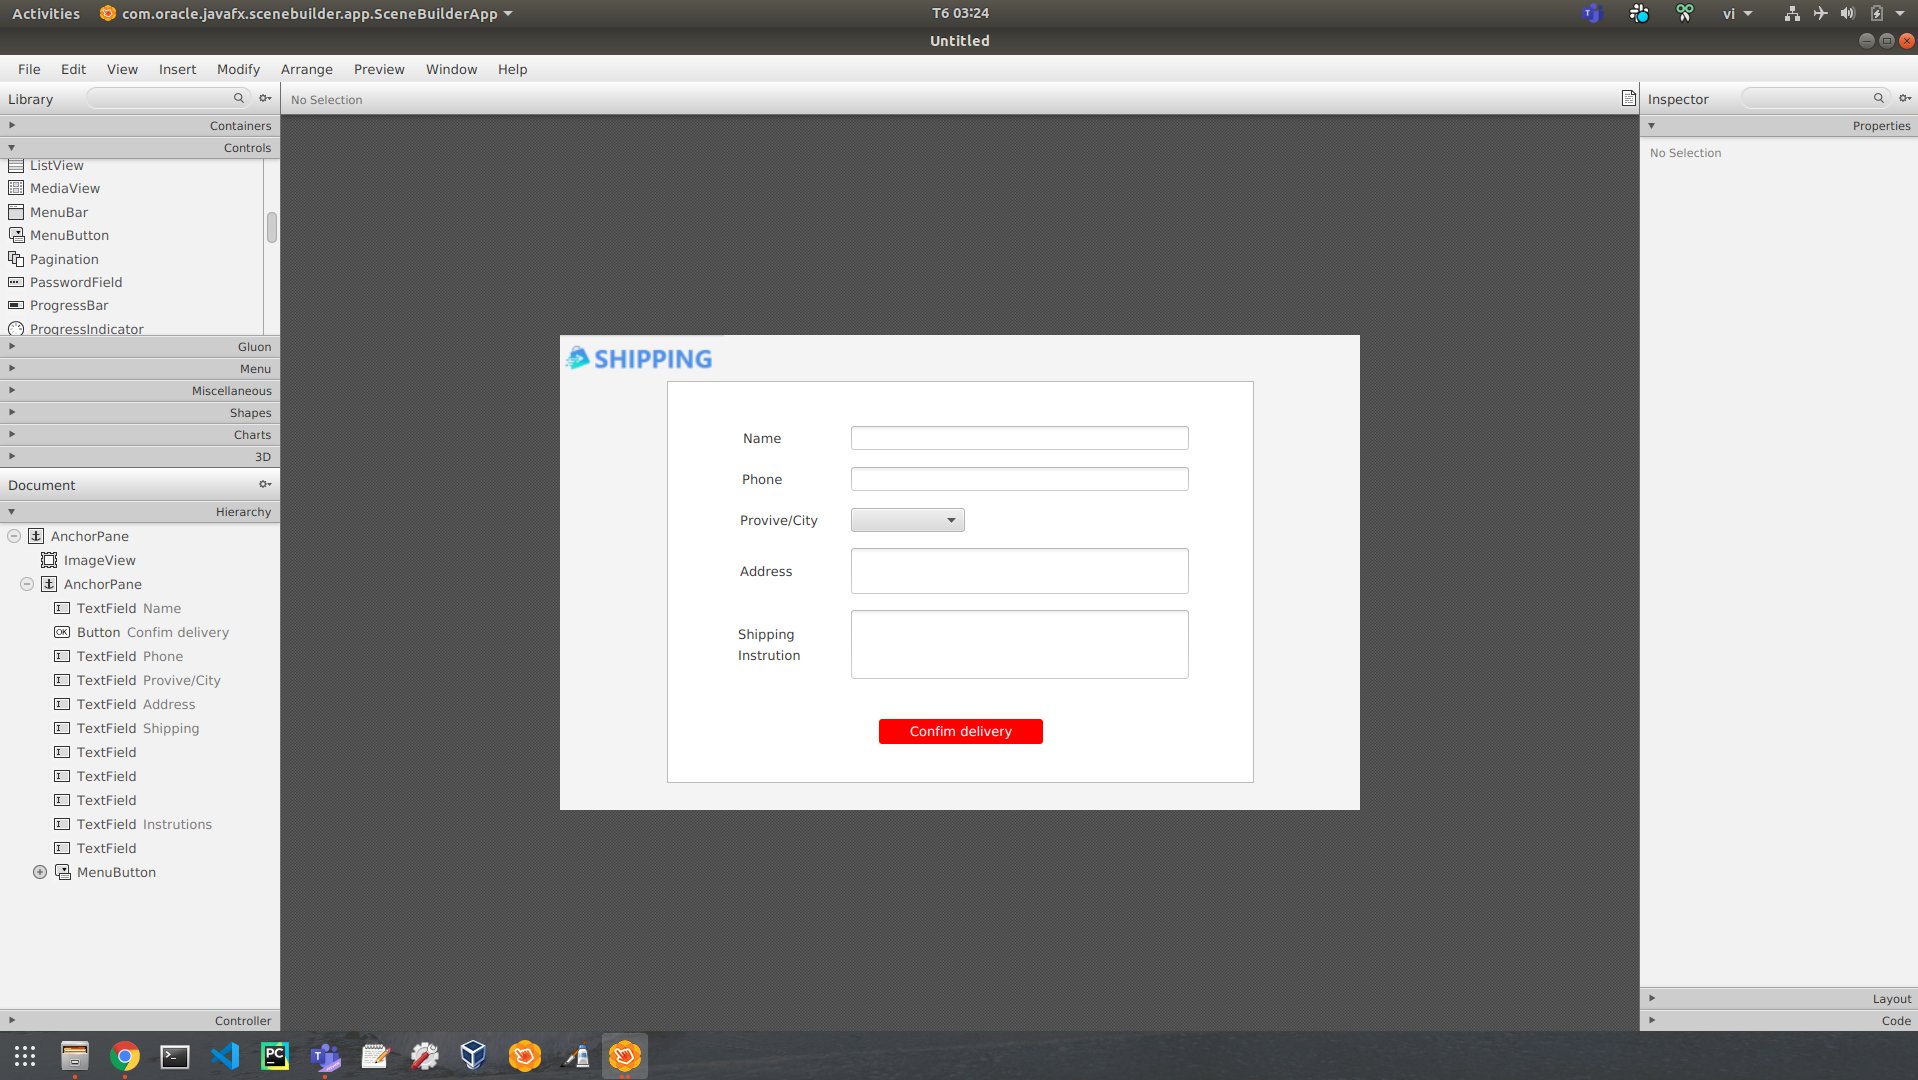 Activities com.oracle.javafx.scenebuilder.app.SceneBuilderApp T6 03:24 vi
Untitled
File Edit View Insert Modify Arrange Preview Window Help
Library
No Selection
Inspector
Containers
Properties
Controls
No Selection
ListView
MediaView
MenuBar
MenuButton
Pagination
PasswordField
ProgressBar
ProgressIndicator
Gluon
Menu
Miscellaneous
Shapes
Charts
3D
Document
Hierarchy
AnchorPane
ImageView
AnchorPane
TextField Name
Button Confim delivery
TextField Phone
TextField Provive/City
TextField Address
TextField Shipping
TextField
TextField
TextField
TextField Instrutions
TextField
MenuButton
Controller
SHIPPING
Name
Phone
Provive/City
Address
Shipping
Instrution
Confim delivery
Layout
Code